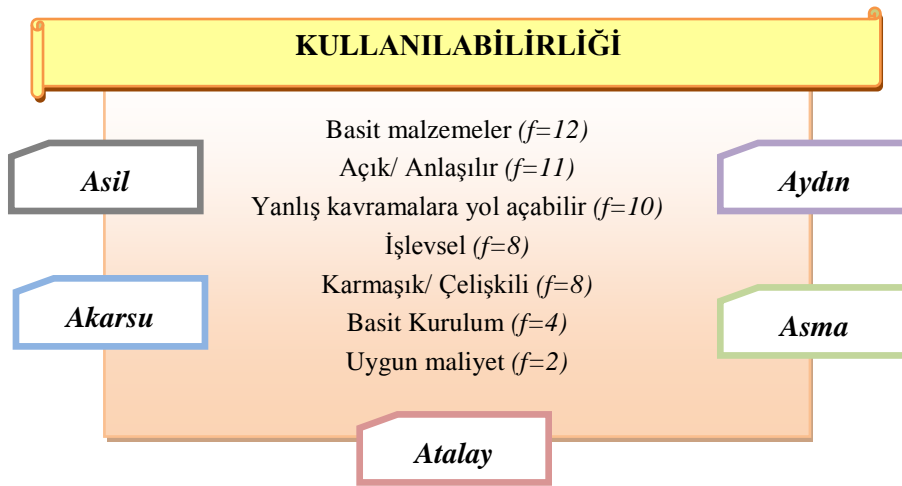 KULLANILABİLİRLİĞİ
Basit malzemeler (f=12)
Açık/ Anlaşılır (f=11)
Yanlış kavramalara yol açabilir (f=10)
İşlevsel (f=8)
Karmaşık/ Çelişkili (f=8)
Basit Kurulum (f=4)
Uygun maliyet (f=2)
Asil
Aydın
Akarsu
Asma
Atalay